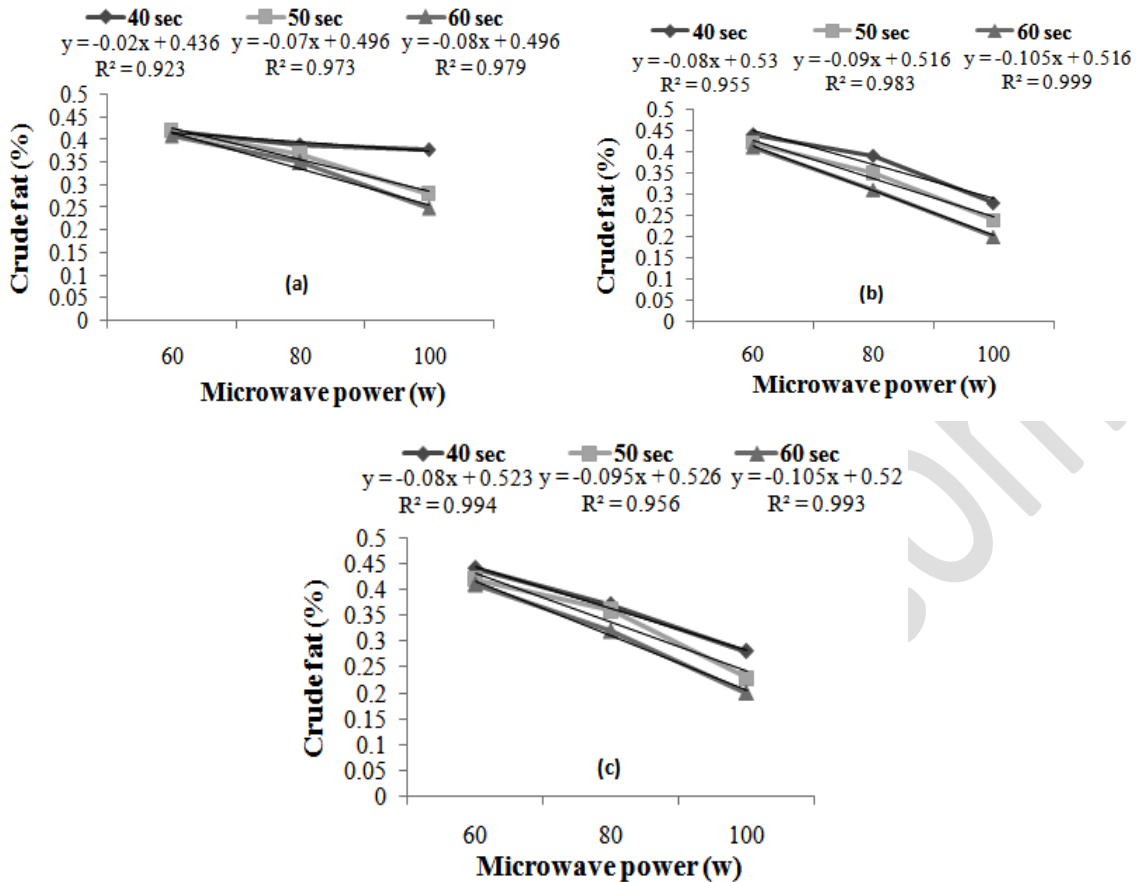 40 sec 50 sec 60 sec
y = -0.02x + 0.436 y = -0.07x + 0.496 y = -0.08x + 0.496
R² = 0.923 R² = 0.973 R² = 0.979
0.5
0.45
0.4
0.35
0.3
0.25
0.2
0.15
0.1
0.05
0
Crude fat (%)
(a)
60 80 100
Microwave power (w)
40 sec 50 sec 60 sec
y = -0.08x + 0.53 y = -0.09x + 0.516 y = -0.105x + 0.516
R² = 0.955 R² = 0.983 R² = 0.999
0.5
0.45
0.4
0.35
0.3
0.25
0.2
0.15
0.1
0.05
0
Crude fat (%)
(b)
60 80 100
Microwave power (w)
40 sec 50 sec 60 sec
y = -0.08x + 0.523 y = -0.095x + 0.526 y = -0.105x + 0.52
R² = 0.994 R² = 0.956 R² = 0.993
0.5
0.45
0.4
0.35
0.3
0.25
0.2
0.15
0.1
0.05
0
Crude fat (%)
(c)
60 80 100
Microwave power (w)